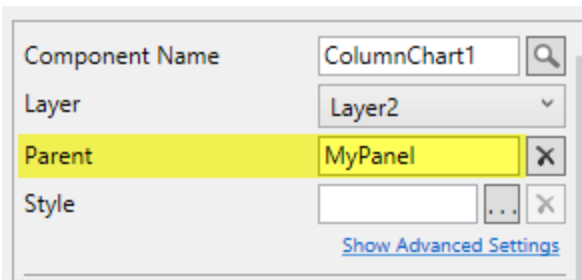 Component Name ColumnChart1
Layer Layer2
Parent MyPanel
Style ...
Show Advanced Settings